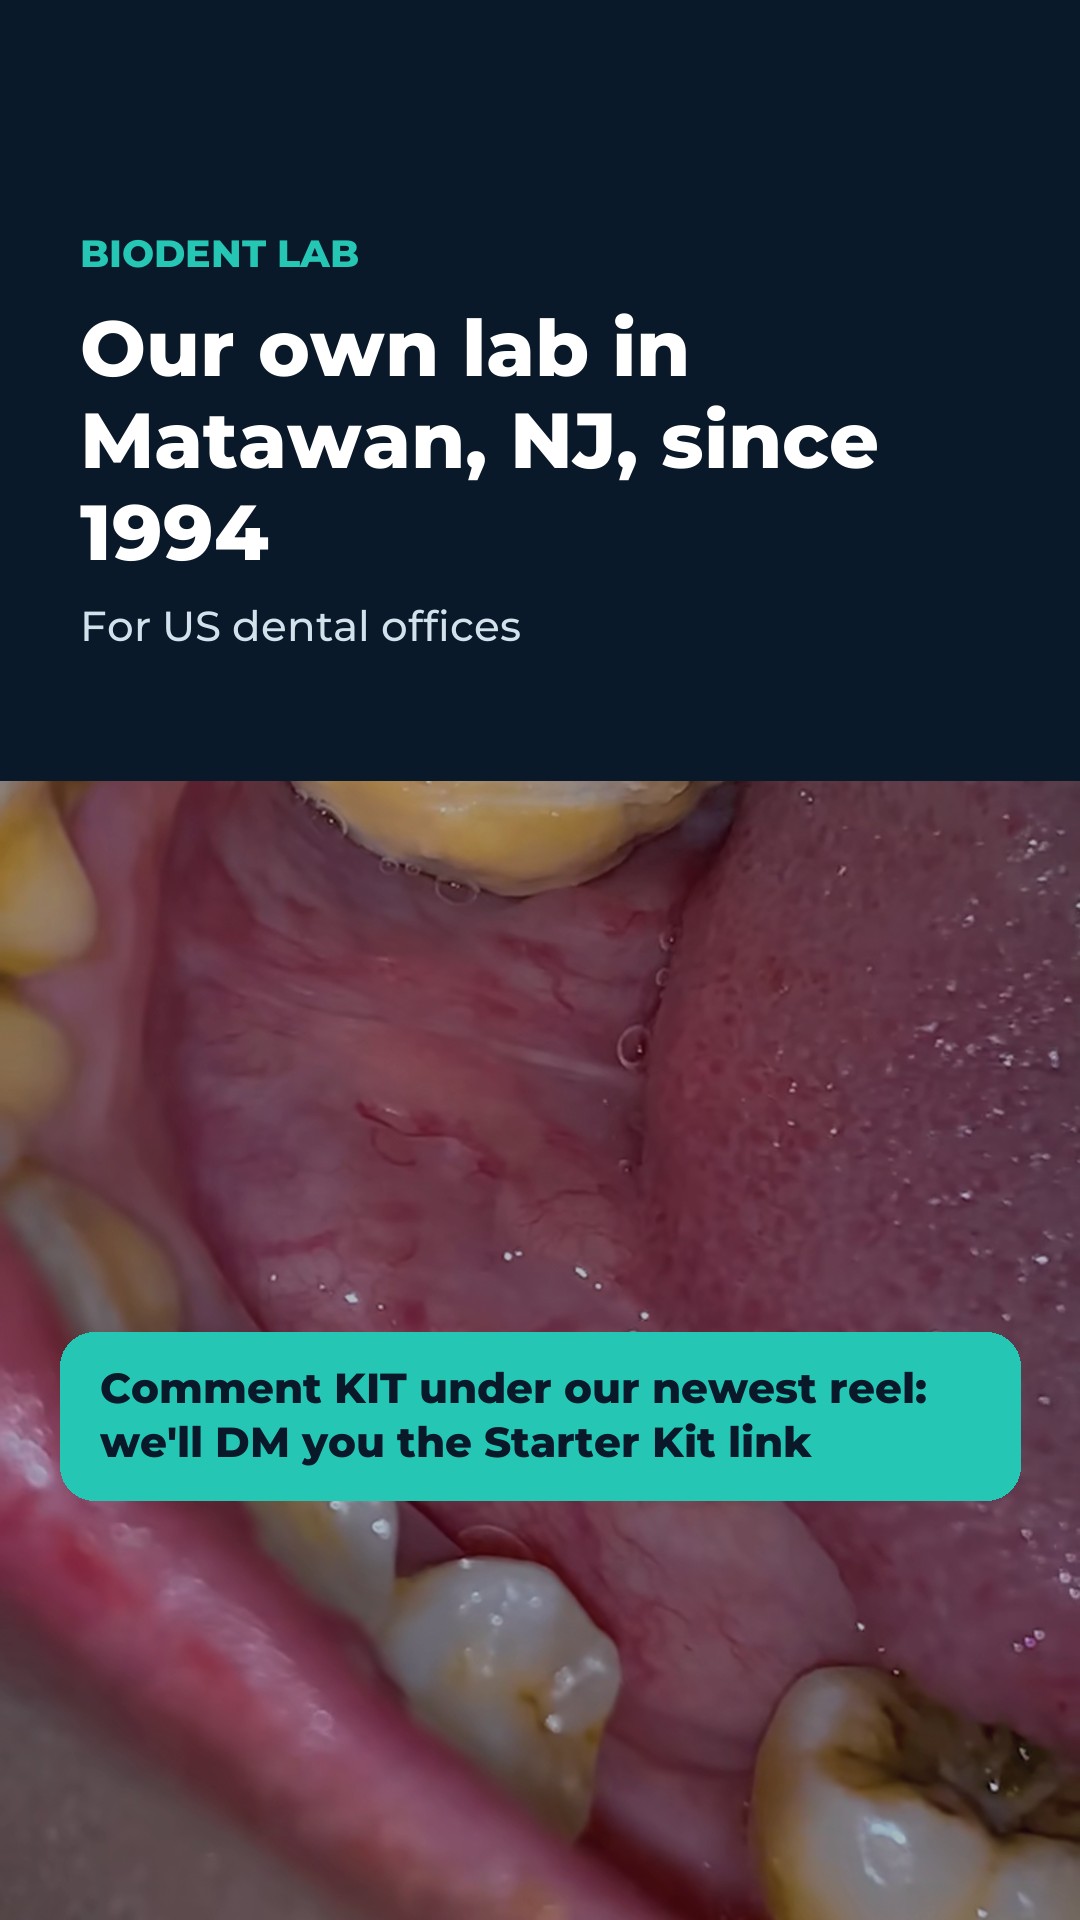 BIODENT LAB
Our own lab in
Matawan, NJ, since
1994
For US dental offices
Comment KIT under our newest reel:
we'll DM you the Starter Kit link